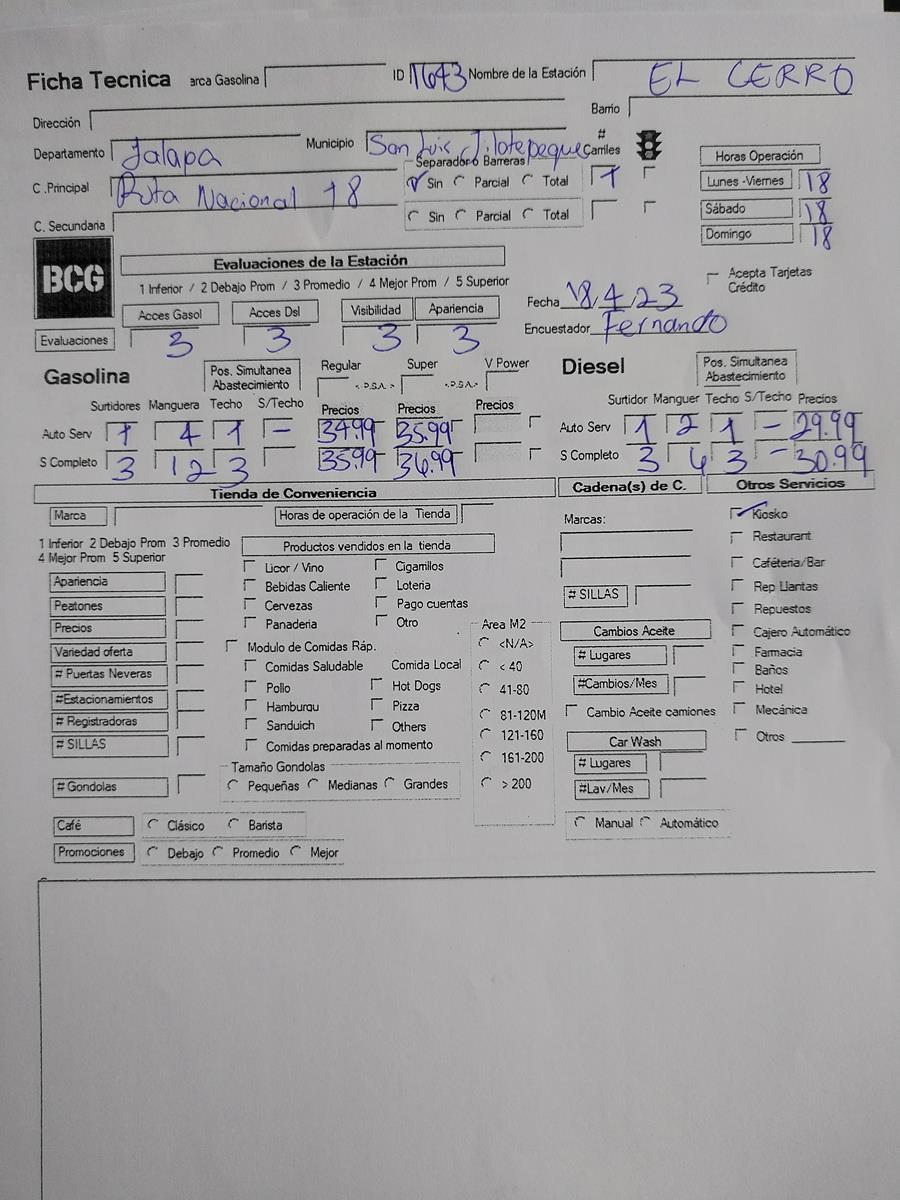 Ficha Tecnica arca Gasolina ID 1643 Nombre de la Estación EL CERRO
Dirección Barrio
Departamento Jalapa Municipio San Luis Jilotepeque # Carriles
C .Principal Ruta Nacional 18 Separador o Barreras Sin Parcial Total 1
C. Secundaria Sin Parcial Total
Horas Operación
Lunes -Viernes 18
Sábado 18
Domingo 18
BCG
Evaluaciones de la Estación
1 Inferior / 2 Debajo Prom / 3 Promedio / 4 Mejor Prom / 5 Superior
Acepta Tarjetas Crédito
Acces Gasol Acces Dsl Visibilidad Apariencia
Evaluaciones 3 3 3 3
Fecha 18/4/23
Encuestador Fernando
Gasolina Pos. Simultanea Abastecimiento Regular Super V Power
<.P.S.A.> <.P.S.A.>
Surtidores Manguera Techo S/Techo Precios Precios Precios
Auto Serv 1 4 1 - 34.99 35.99
S Completo 3 12 3 35.99 36.99
Diesel Pos. Simultanea Abastecimiento
Surtidor Manguer Techo S/Techo Precios
Auto Serv 1 2 1 - 29.99
S Completo 3 6 3 - 30.99
Tienda de Conveniencia
Marca Horas de operación de la Tienda
1 Inferior 2 Debajo Prom 3 Promedio
4 Mejor Prom 5 Superior
Apariencia
Peatones
Precios
Variedad oferta
# Puertas Neveras
#Estacionamientos
# Registradoras
# SILLAS
# Gondolas
Productos vendidos en la tienda
Licor / Vino Cigarrillos
Bebidas Caliente Loteria
Cervezas Pago cuentas
Panaderia Otro
Modulo de Comidas Ráp.
Comidas Saludable Comida Local
Pollo Hot Dogs
Hamburgu Pizza
Sanduich Others
Comidas preparadas al momento
Tamaño Gondolas
Pequeñas Medianas Grandes
Area M2
<N/A>
< 40
41-80
81-120M
121-160
161-200
> 200
Café Clásico Barista
Promociones Debajo Promedio Mejor
Cadena(s) de C.
Marcas:
# SILLAS
Cambios Aceite
# Lugares
#Cambios/Mes
Cambio Aceite camiones
Car Wash
# Lugares
#Lav/Mes
Manual Automático
Otros Servicios
Kiosko
Restaurant
Caféteria/Bar
Rep Llantas
Repuestos
Cajero Automático
Farmacia
Baños
Hotel
Mecánica
Otros